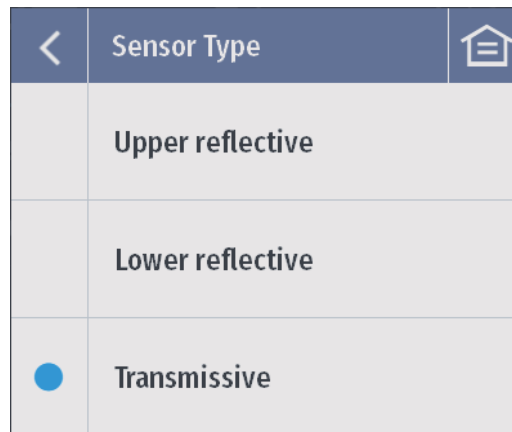 Sensor Type
Upper reflective
Lower reflective
Transmissive